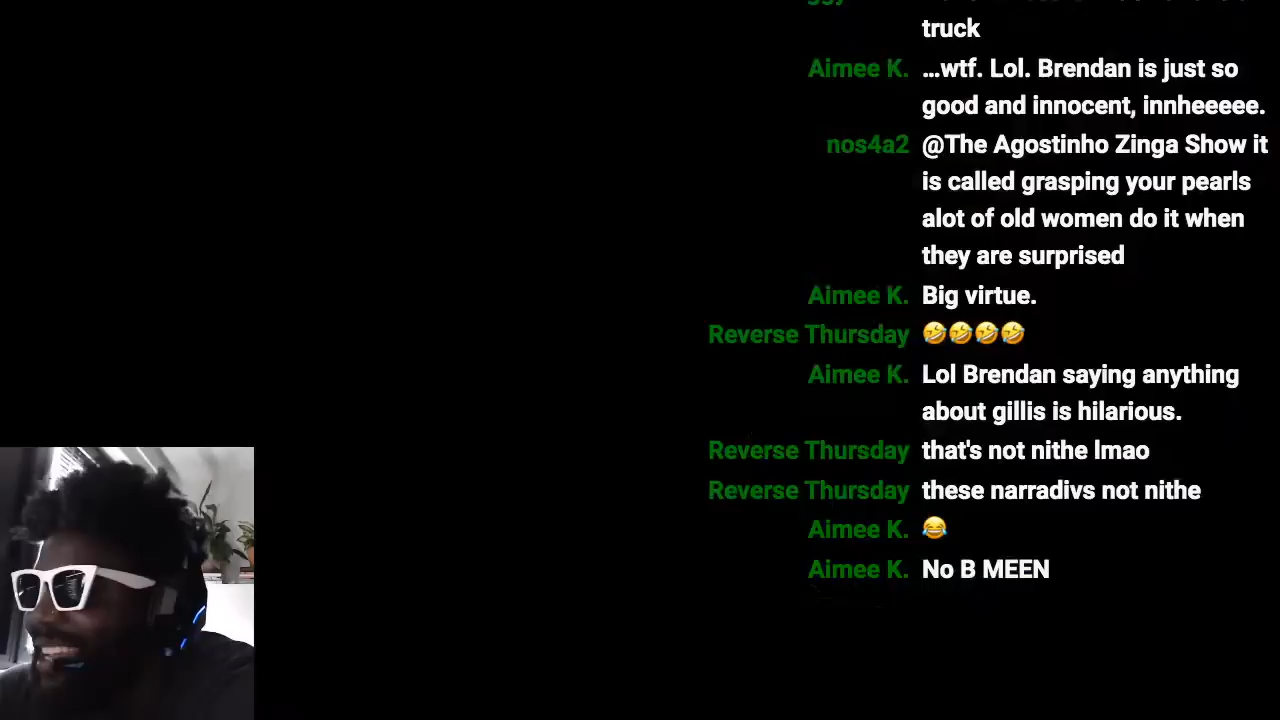 truck
Aimee K. …wtf. Lol. Brendan is just so
good and innocent, innheeeee.
nos4a2 @The Agostinho Zinga Show it
is called grasping your pearls
alot of old women do it when
they are surprised
Aimee K. Big virtue.
Reverse Thursday 🤣🤣🤣🤣
Aimee K. Lol Brendan saying anything
about gillis is hilarious.
Reverse Thursday that's not nithe lmao
Reverse Thursday these narradivs not nithe
Aimee K. 😂
Aimee K. No B MEEN